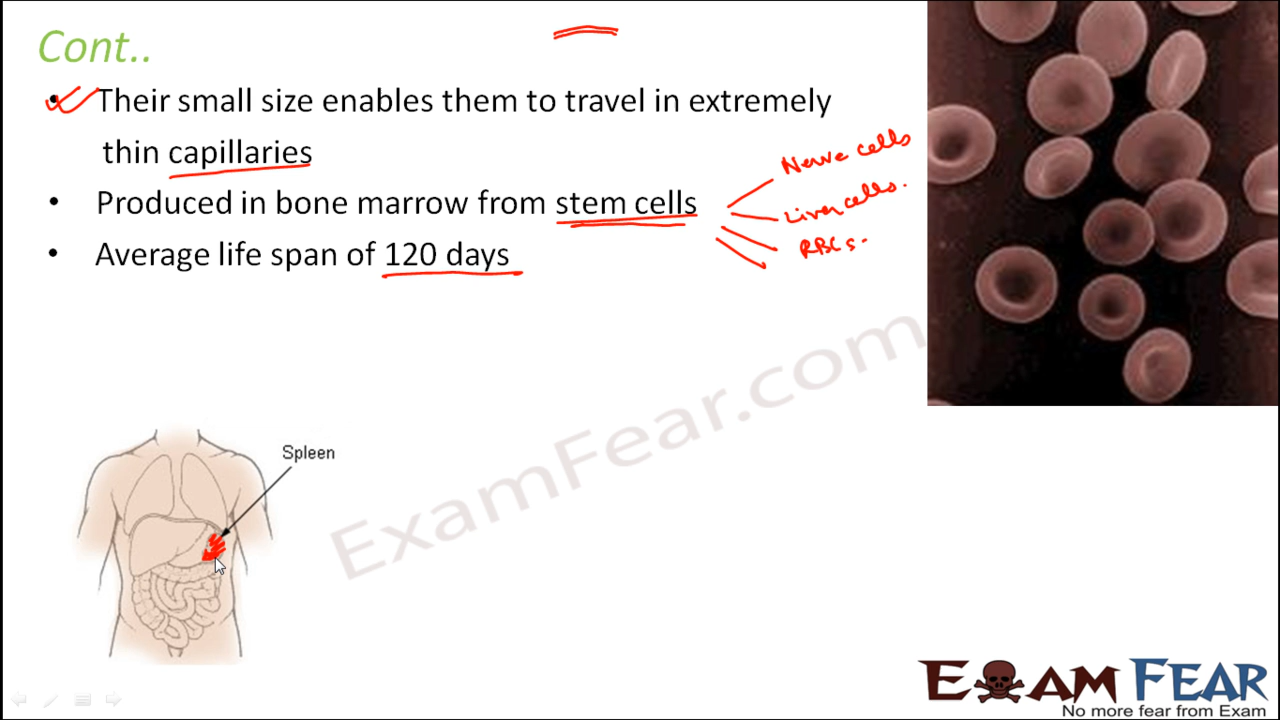 Cont..
• Their small size enables them to travel in extremely
thin capillaries
• Produced in bone marrow from stem cells
• Average life span of 120 days
Nerve cells
Liver cells.
RBCs.
Spleen
ExamFear.com
EXAM FEAR
No more fear from Exam